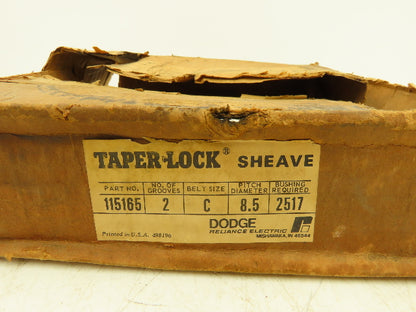 TAPER-LOCK® SHEAVE
PART NO. NO. OF GROOVES BELT SIZE PITCH DIAMETER BUSHING REQUIRED
115165 2 C 8.5 2517
DODGE
RELIANCE ELECTRIC
Printed in U.S.A. 498196 MISHAWAKA, IN 46544